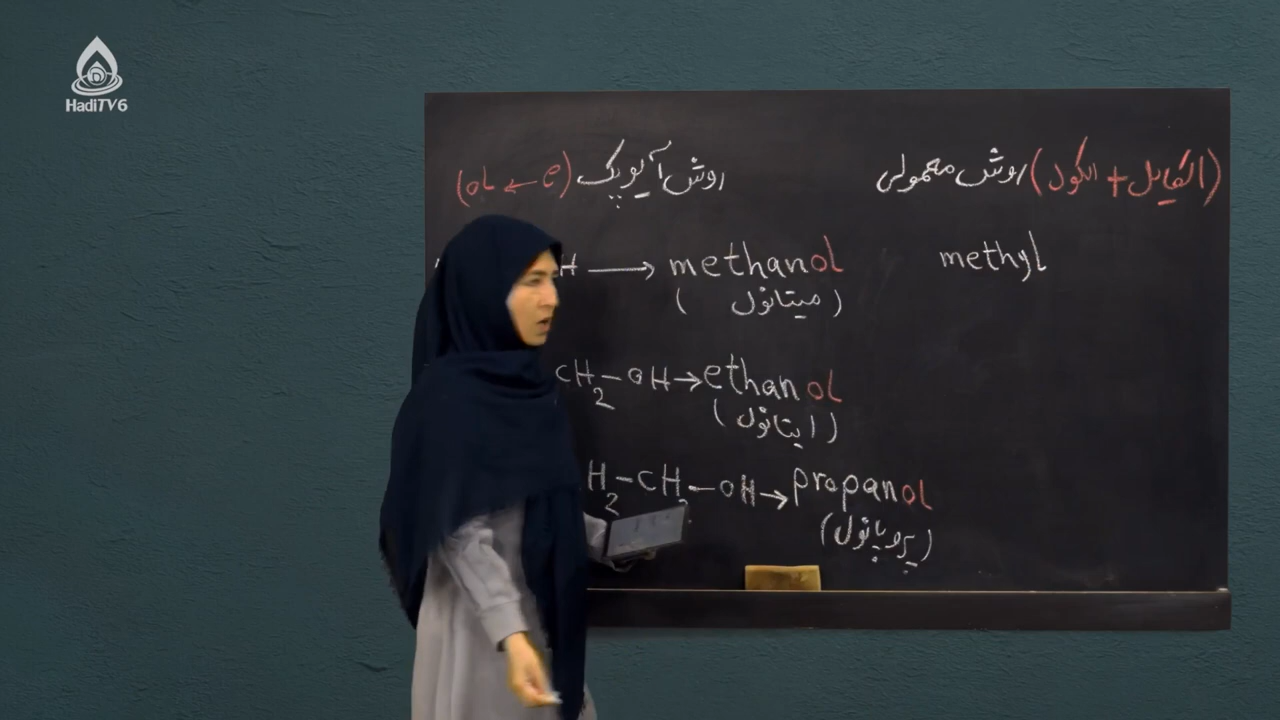 HadiTV6
روش معمولی (الکایل + الکول)
روش آیوپک (e → ol)
H → methanol
methyl
(میتانول)
CH2-OH → ethanol
(ایتانول)
H2-CH2-OH → propanol
(پروپانول)